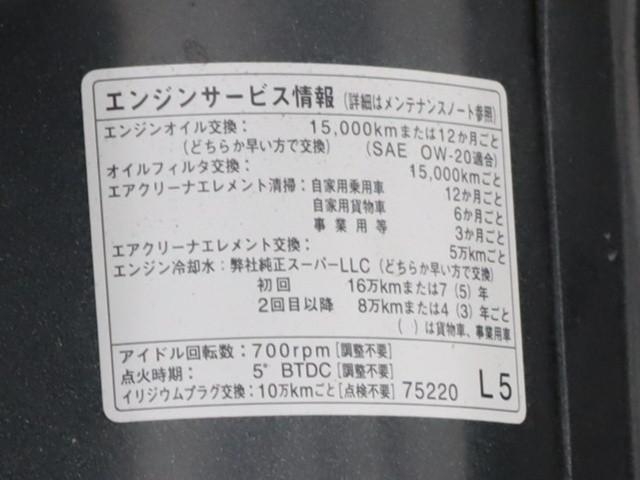 エンジンサービス情報 (詳細はメンテナンスノート参照)
エンジンオイル交換: 15,000kmまたは12か月ごと
(どちらか早い方で交換) (SAE 0W-20適合)
オイルフィルタ交換: 15,000kmごと
エアクリーナエレメント清掃: 自家用乗用車 12か月ごと
自家用貨物車 6か月ごと
事業用等 3か月ごと
エアクリーナエレメント交換: 5万kmごと
エンジン冷却水: 弊社純正スーパーLLC (どちらか早い方で交換)
初回 16万kmまたは7 (5) 年
2回目以降 8万kmまたは4 (3) 年ごと
( )は貨物車、事業用車
アイドル回転数: 700rpm [調整不要]
点火時期: 5° BTDC [調整不要]
イリジウムプラグ交換: 10万kmごと [点検不要] 75220 L5